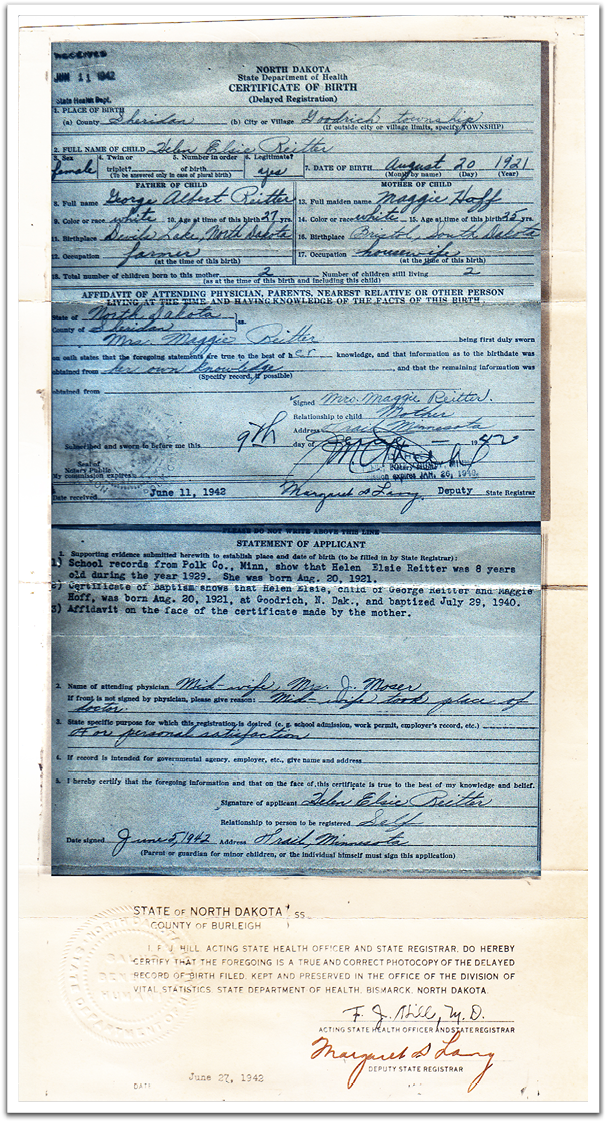 RECEIVED
JUN 11 1942
State Health Dept.
NORTH DAKOTA
State Department of Health
CERTIFICATE OF BIRTH
(Delayed Registration)
1. PLACE OF BIRTH
(a) County Sheridan (b) City or Village Goodrich township
(If outside city or village limits, specify TOWNSHIP)
2. FULL NAME OF CHILD Helen Elsie Reitter
3. Sex female 4. Twin or triplet? 5. Number in order of birth 6. Legitimate? yes 7. DATE OF BIRTH August 20 1921
(To be answered only in case of plural birth) (Month by name) (Day) (Year)
FATHER OF CHILD MOTHER OF CHILD
8. Full name George Albert Reitter 13. Full maiden name Maggie Hoff
9. Color or race white 10. Age at time of this birth 37 yrs. 14. Color or race white 15. Age at time of this birth 35 yrs.
11. Birthplace Devils Lake, North Dakota 16. Birthplace Bristol, South Dakota
12. Occupation farmer 17. Occupation housewife
(at the time of this birth) (at the time of this birth)
18. Total number of children born to this mother 2 Number of children still living 2
(as at the time of this birth and including this child)
AFFIDAVIT OF ATTENDING PHYSICIAN, PARENTS, NEAREST RELATIVE OR OTHER PERSON
LIVING AT THE TIME AND HAVING KNOWLEDGE OF THE FACTS OF THIS BIRTH
State of North Dakota
ss.
County of Sheridan
Mrs. Maggie Reitter being first duly sworn
on oath states that the foregoing statements are true to the best of her knowledge, and that information as to the birthdate was
obtained from her own knowledge, and that the remaining information was
(Specify record, if possible)
obtained from
Signed Mrs. Maggie Reitter.
Relationship to child Mother
Address Minnesota
Subscribed and sworn to before me this 9th day of 1942
Seal of
Notary Public
My commission expires
expires JAN. 26, 1940.
Date received June 11, 1942 Margaret D Lang Deputy State Registrar
PLEASE DO NOT WRITE ABOVE THIS LINE
STATEMENT OF APPLICANT
1. Supporting evidence submitted herewith to establish place and date of birth (to be filled in by State Registrar):
1) School records from Polk Co., Minn, show that Helen Elsie Reitter was 8 years
old during the year 1929. She was born Aug. 20, 1921.
2) Certificate of Baptism shows that Helen Elsie, child of George Reitter and Maggie
Hoff, was born Aug. 20, 1921, at Goodrich, N. Dak., and baptized July 29, 1940.
3) Affidavit on the face of the certificate made by the mother.
2. Name of attending physician Mid-wife, Mrs. J. Moser
If front is not signed by physician, please give reason: Mid-wife took place of
doctor
3. State specific purpose for which this registration is desired (e. g. school admission, work permit, employer's record, etc.)
For personal satisfaction
4. If record is intended for governmental agency, employer, etc., give name and address
5. I hereby certify that the foregoing information and that on the face of this certificate is true to the best of my knowledge and belief.
Signature of applicant Helen Elsie Reitter
Relationship to person to be registered Self
Date signed June 5, 1942 Address Minnesota
(Parent or guardian for minor children, or the individual himself must sign this application)
STATE OF NORTH DAKOTA
SS
COUNTY OF BURLEIGH
I, F. J. HILL, ACTING STATE HEALTH OFFICER AND STATE REGISTRAR, DO HEREBY
CERTIFY THAT THE FOREGOING IS A TRUE AND CORRECT PHOTOCOPY OF THE DELAYED
RECORD OF BIRTH FILED, KEPT AND PRESERVED IN THE OFFICE OF THE DIVISION OF
VITAL STATISTICS, STATE DEPARTMENT OF HEALTH, BISMARCK, NORTH DAKOTA.
F. J. Hill, M.D.
ACTING STATE HEALTH OFFICER AND STATE REGISTRAR
Margaret D Lang
DEPUTY STATE REGISTRAR
DATE June 27, 1942